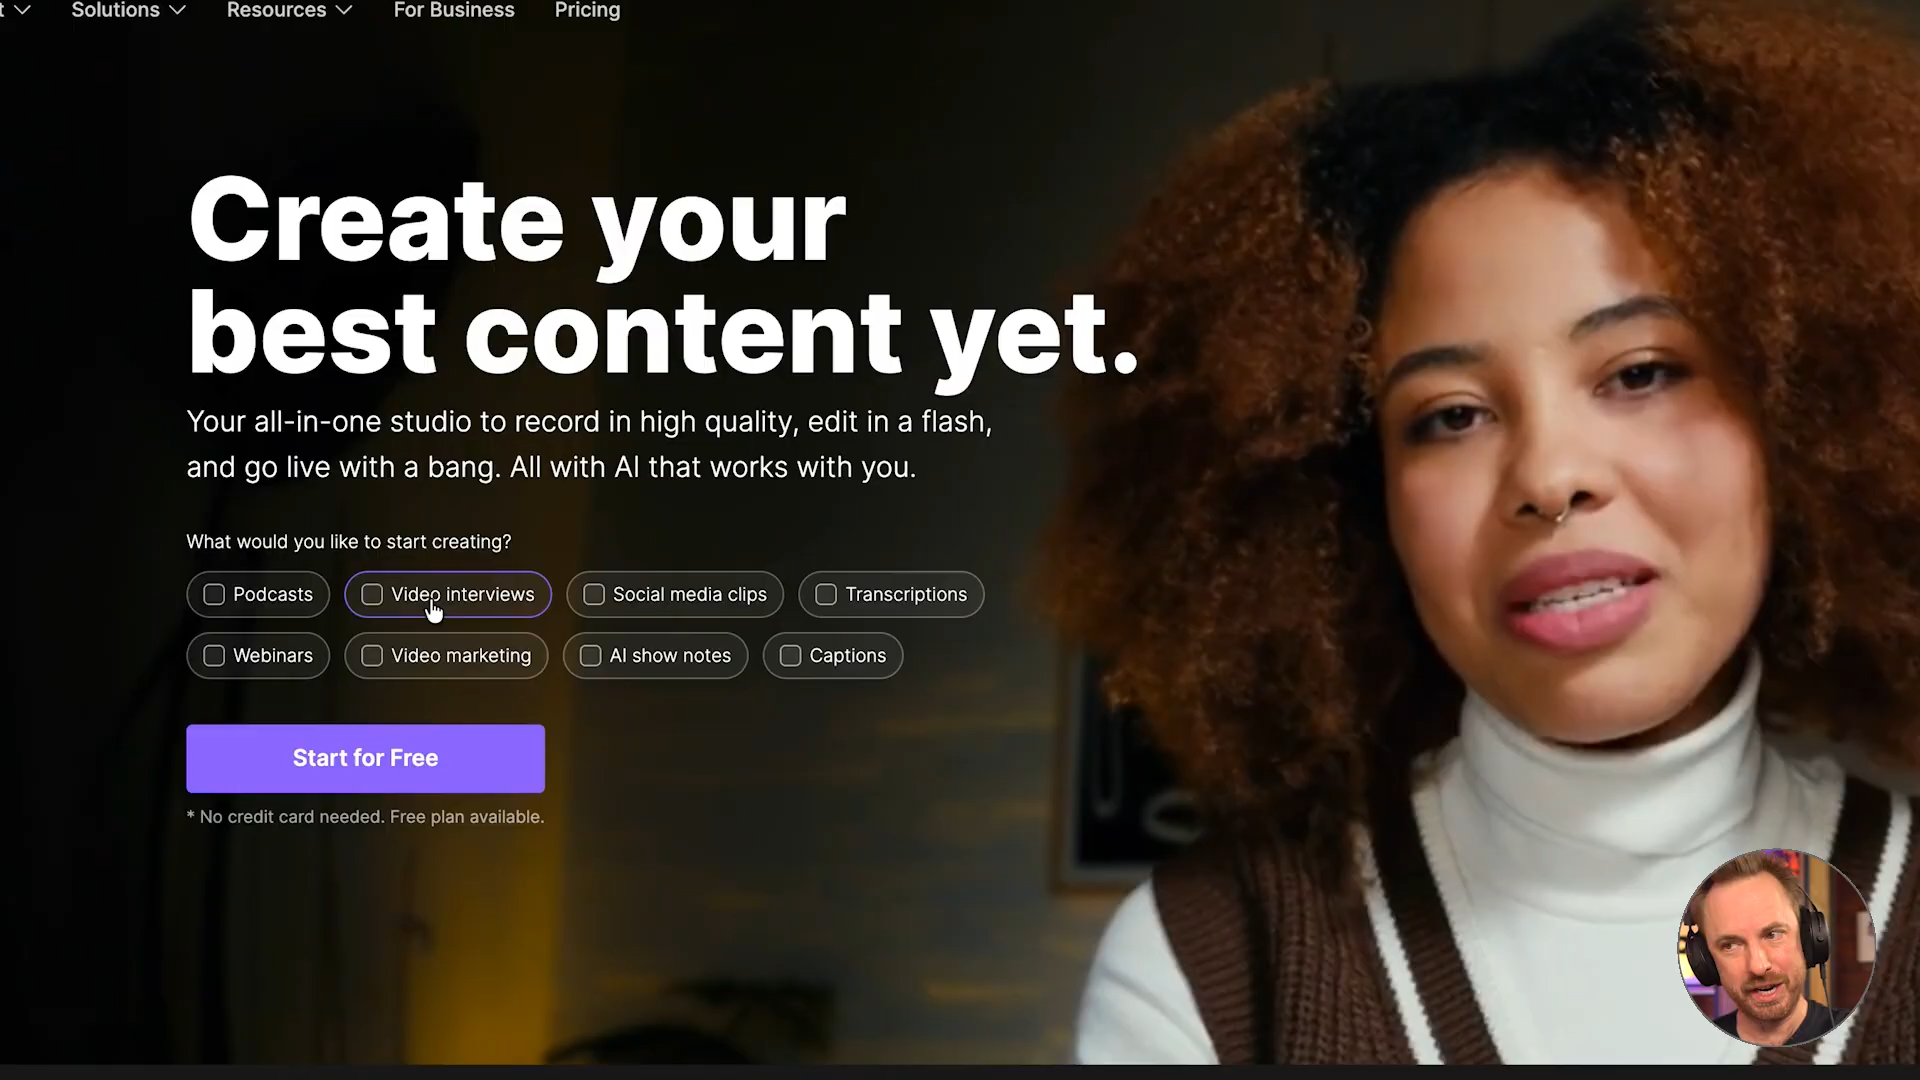 Solutions
Resources
For Business
Pricing
Create your
best content yet.
Your all-in-one studio to record in high quality, edit in a flash,
and go live with a bang. All with AI that works with you.
What would you like to start creating?
Podcasts
Video interviews
Social media clips
Transcriptions
Webinars
Video marketing
AI show notes
Captions
Start for Free
* No credit card needed. Free plan available.